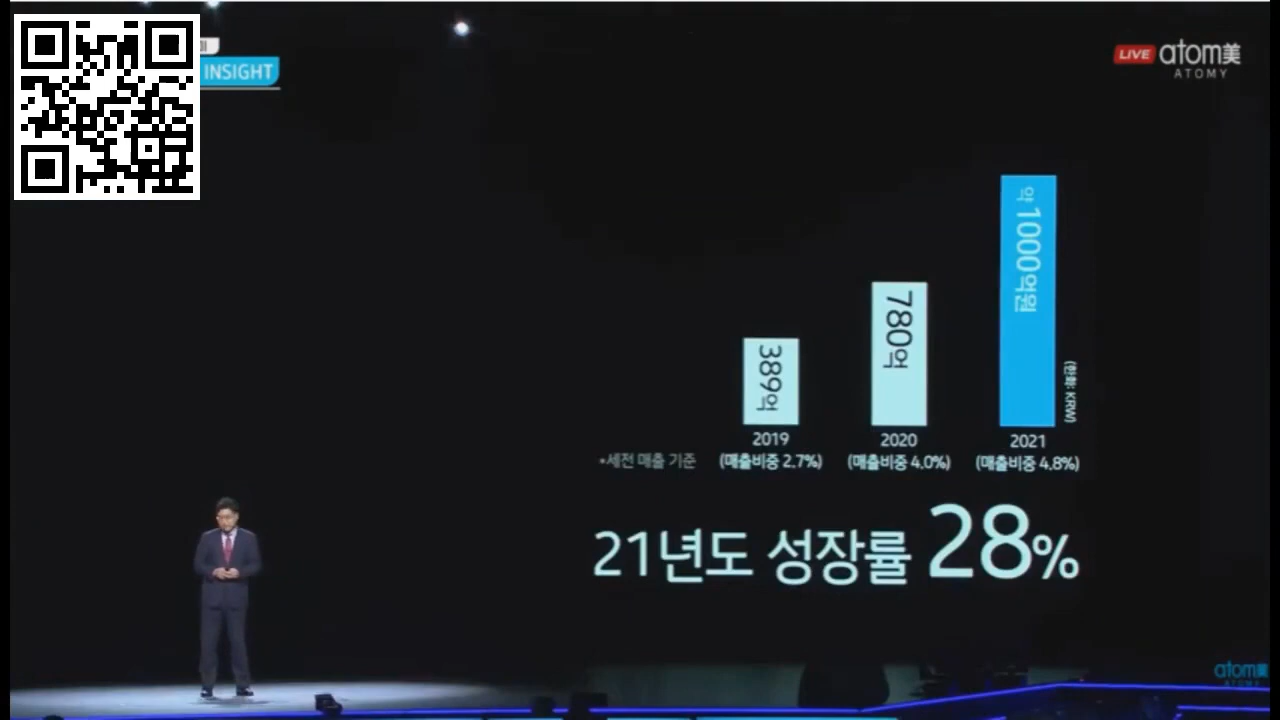 INSIGHT
LIVE atom美
ATOMY
약 1000억원
780억
389억
(한화: KRW)
2019
2020
2021
*세전 매출 기준
(매출비중 2.7%)
(매출비중 4.0%)
(매출비중 4.8%)
21년도 성장률 28%
atom美
ATOMY